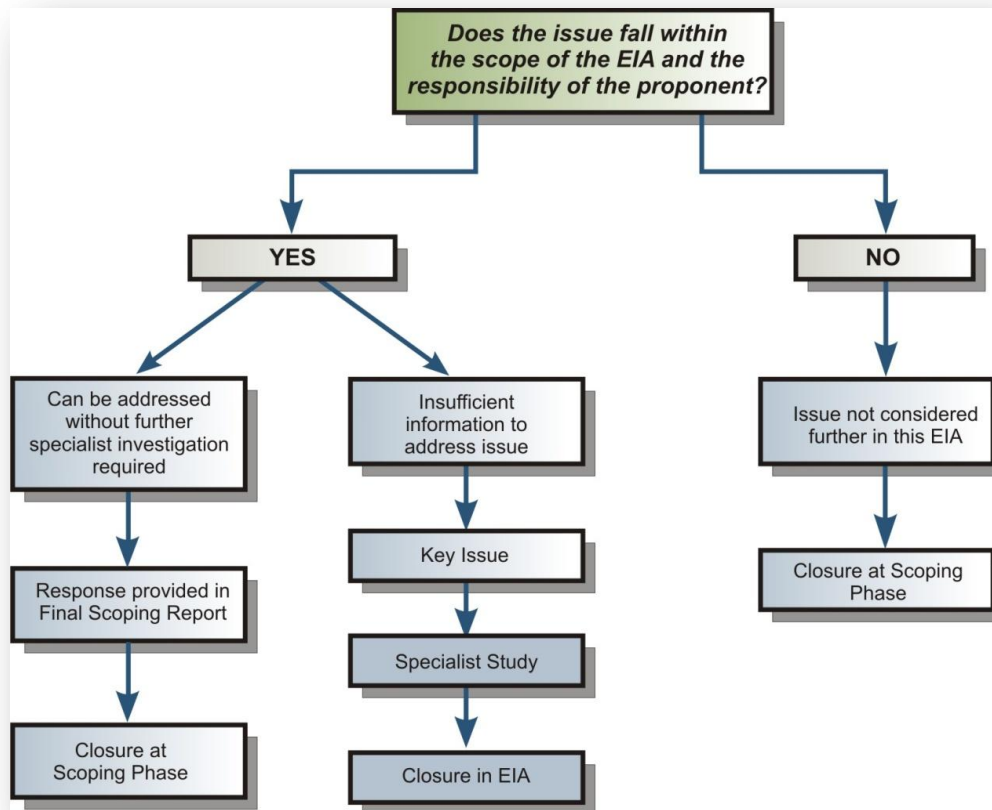 Does the issue fall within
the scope of the EIA and the
responsibility of the proponent?
YES
NO
Can be addressed
without further
specialist investigation
required
Insufficient
information to
address issue
Issue not considered
further in this EIA
Response provided in
Final Scoping Report
Key Issue
Closure at Scoping
Phase
Specialist Study
Closure at
Scoping Phase
Closure in EIA